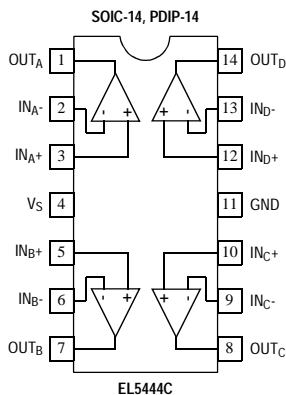 SOIC-14, PDIP-14
OUTA 1 14 OUTD
INA- 2 - + + - 13 IND-
INA+ 3 12 IND+
VS 4 11 GND
INB+ 5 10 INC+
INB- 6 - + + - 9 INC-
OUTB 7 8 OUTC
EL5444C